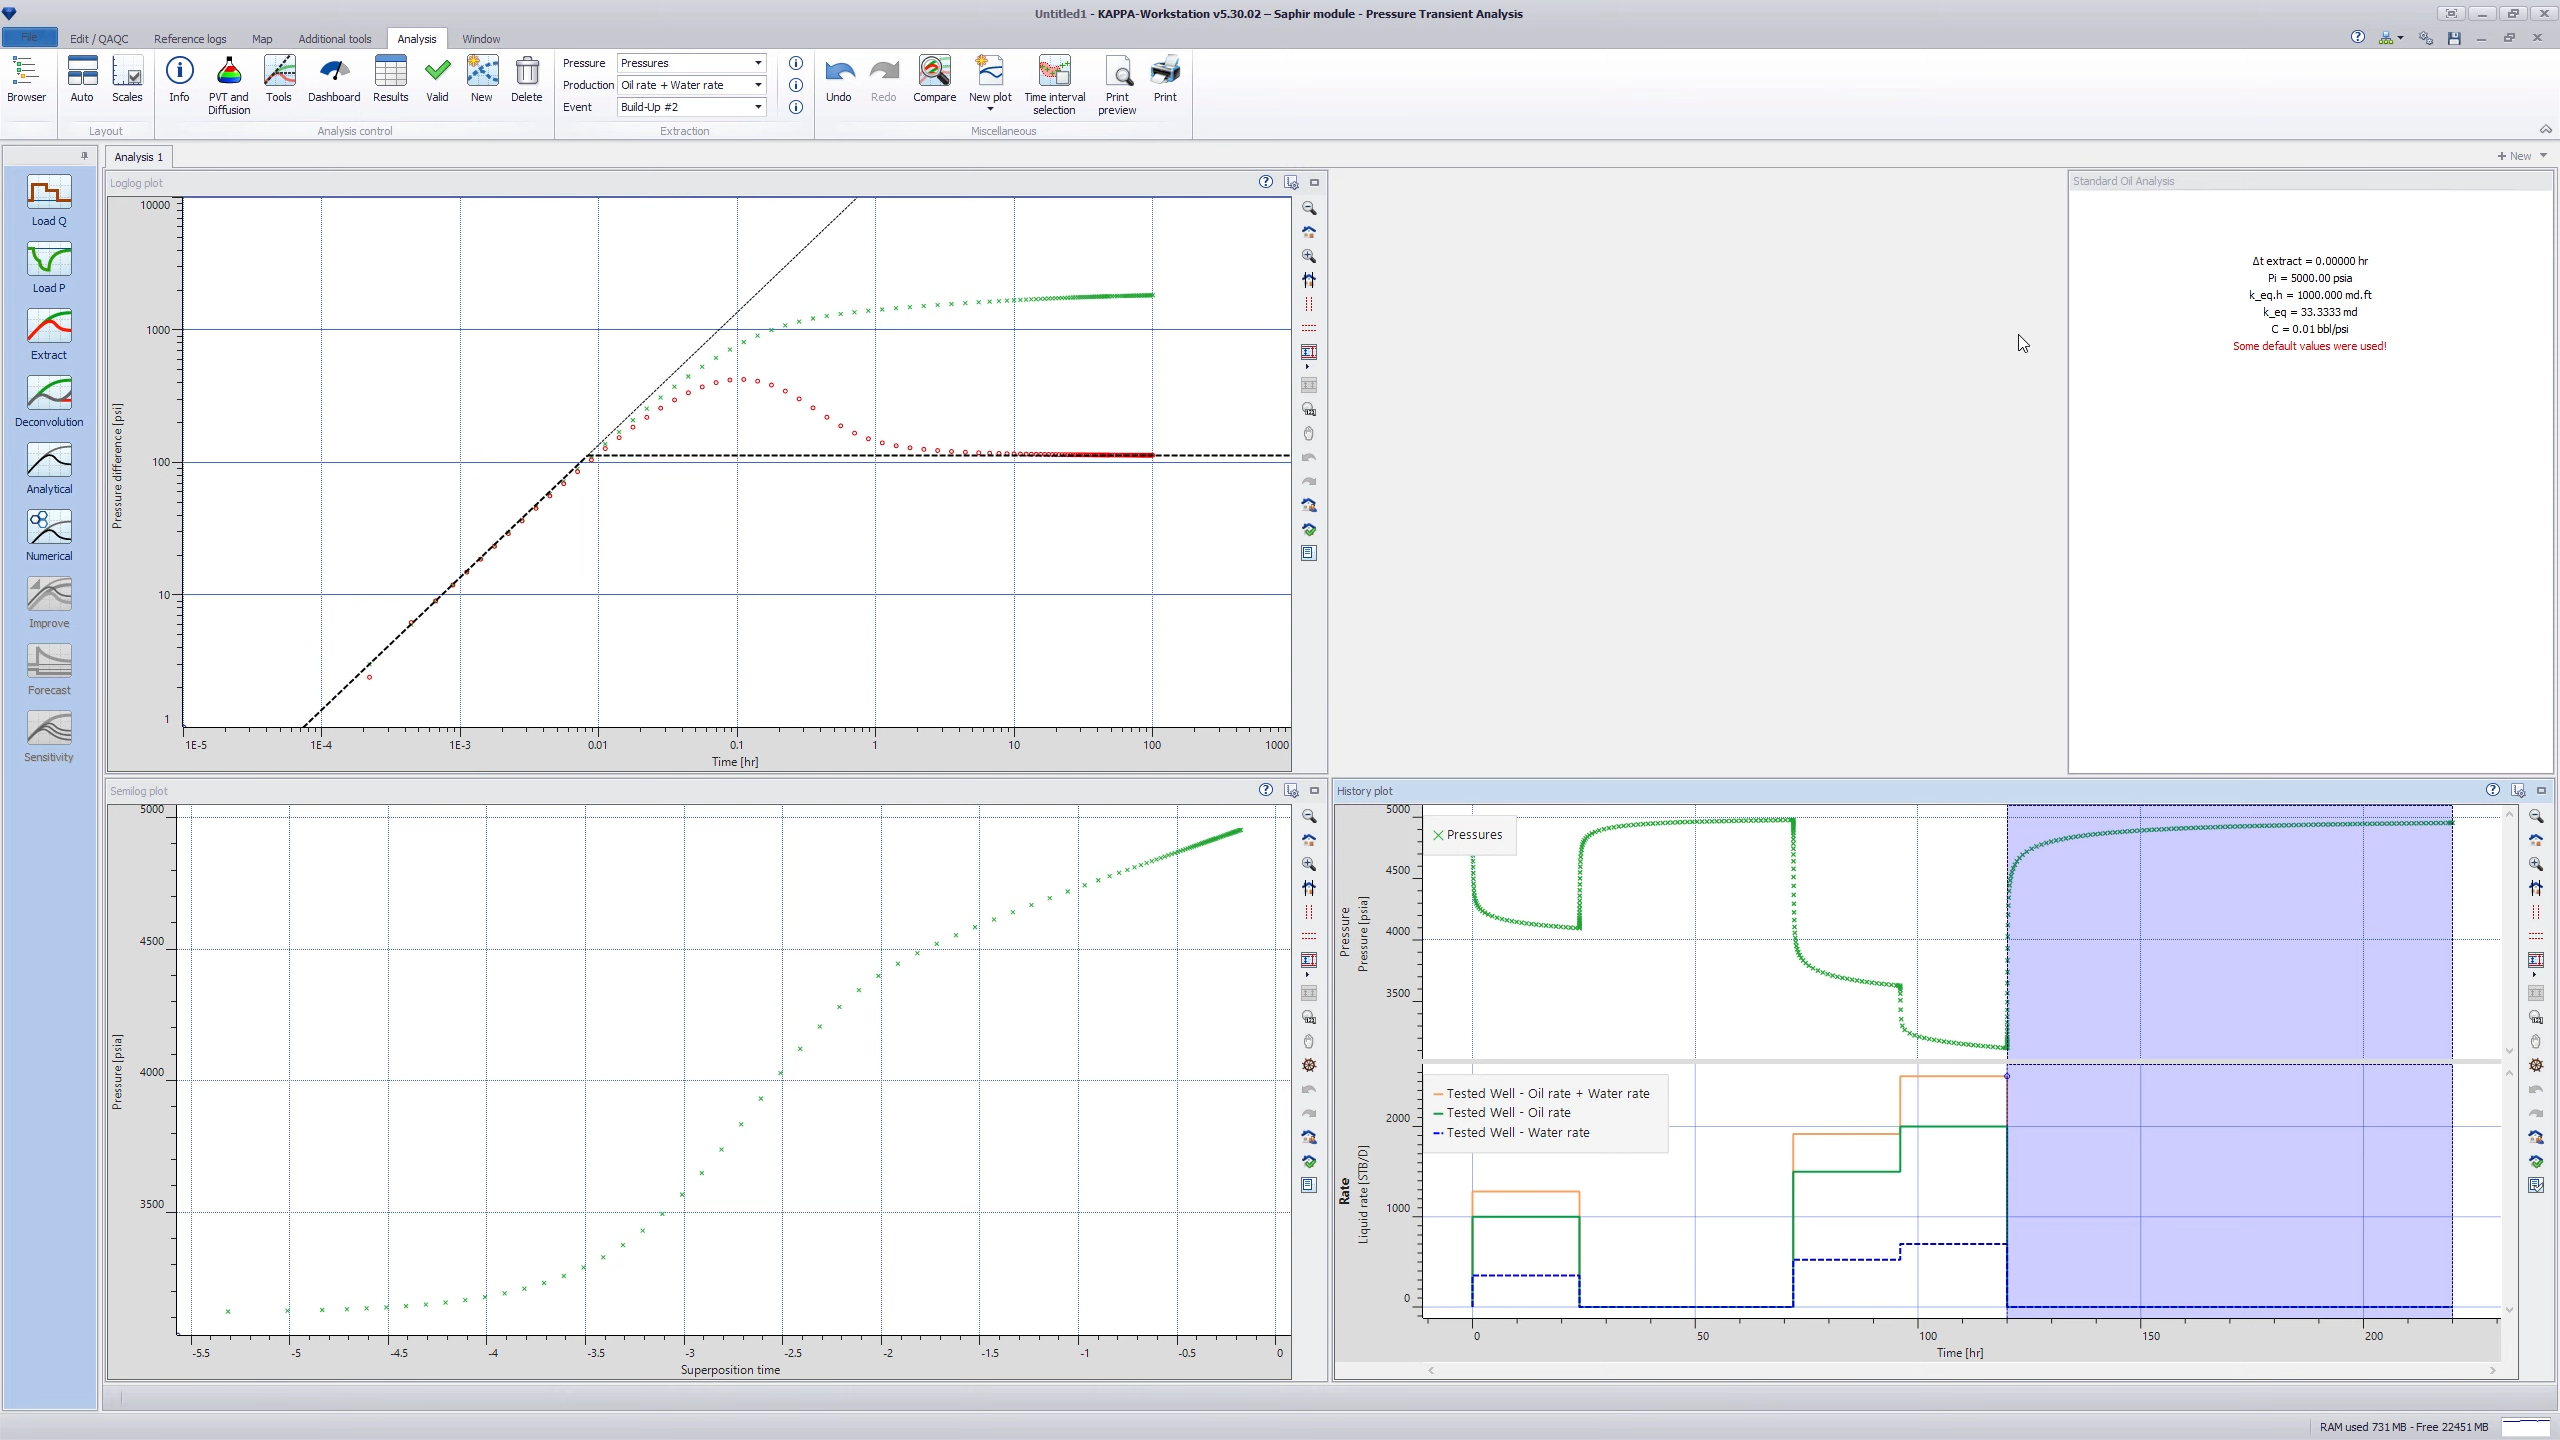 Untitled1 - KAPPA-Workstation v5.30.02 – Saphir module - Pressure Transient Analysis
File Edit / QAQC Reference logs Map Additional tools Analysis Window
Browser Auto Scales Info PVT and Diffusion Tools Dashboard Results Valid New Delete
Pressure Pressures
Production Oil rate + Water rate
Event Build-Up #2
Undo Redo Compare New plot Time interval selection Print preview Print
Layout Analysis control Extraction Miscellaneous
Analysis 1
+ New
Load Q
Load P
Extract
Deconvolution
Analytical
Numerical
Improve
Forecast
Sensitivity
Loglog plot
Pressure difference [psi]
10000
1000
100
10
1
1E-5 1E-4 1E-3 0.01 0.1 1 10 100 1000
Time [hr]
Standard Oil Analysis
Δt extract = 0.00000 hr
Pi = 5000.00 psia
k_eq.h = 1000.000 md.ft
k_eq = 33.3333 md
C = 0.01 bbl/psi
Some default values were used!
Semilog plot
Pressure [psia]
5000
4500
4000
3500
-5.5 -5 -4.5 -4 -3.5 -3 -2.5 -2 -1.5 -1 -0.5 0
Superposition time
History plot
Pressure
Pressure [psia]
5000
4500
4000
3500
Pressures
Rate
Liquid rate [STB/D]
2000
1000
0
Tested Well - Oil rate + Water rate
Tested Well - Oil rate
Tested Well - Water rate
0 50 100 150 200
Time [hr]
RAM used 731 MB - Free 22451 MB